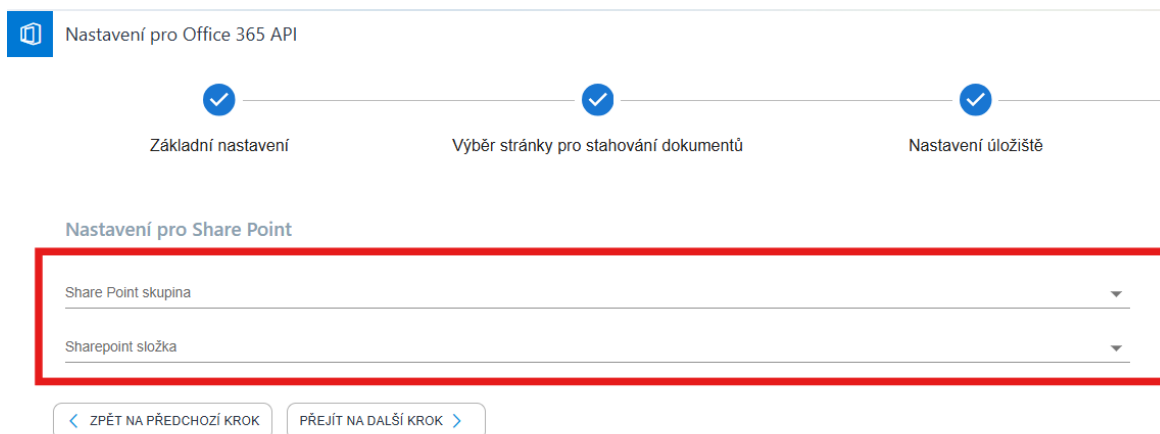 Nastavení pro Office 365 API
Základní nastavení
Výběr stránky pro stahování dokumentů
Nastavení úložiště
Nastavení pro Share Point
Share Point skupina
Sharepoint složka
ZPĚT NA PŘEDCHOZÍ KROK
PŘEJÍT NA DALŠÍ KROK